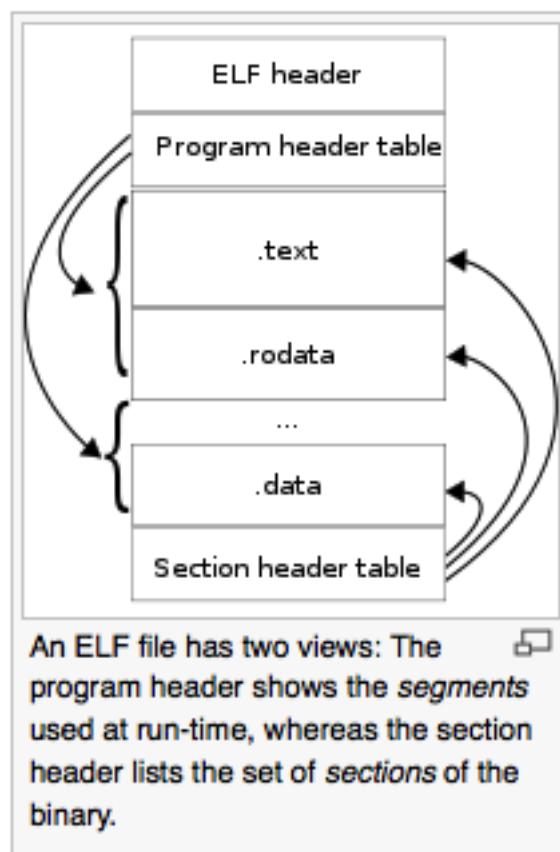 ELF header
Program header table
.text
.rodata
...
.data
Section header table
An ELF file has two views: The
program header shows the segments
used at run-time, whereas the section
header lists the set of sections of the
binary.